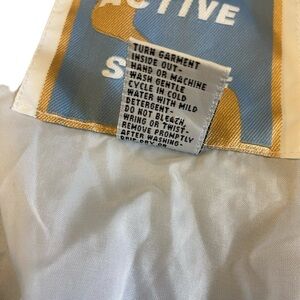 ACTIVE
TURN GARMENT
INSIDE OUT-
HAND OR MACHINE
WASH GENTLE
CYCLE IN COLD
WATER WITH MILD
DETERGENT-
DO NOT BLEACH,
WRING OR TWIST-
REMOVE PROMPTLY
AFTER WASHING-